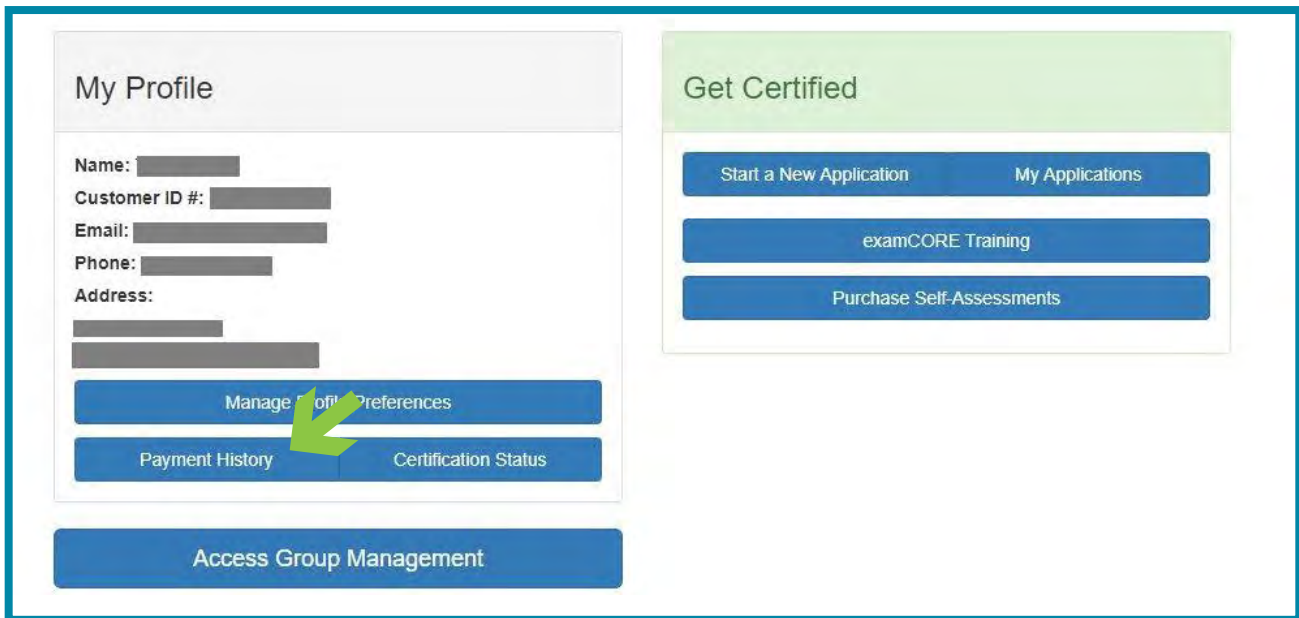 My Profile
Name:
Customer ID #:
Email:
Phone:
Address:
Manage Profile Preferences
Payment History
Certification Status
Access Group Management
Get Certified
Start a New Application
My Applications
examCORE Training
Purchase Self-Assessments